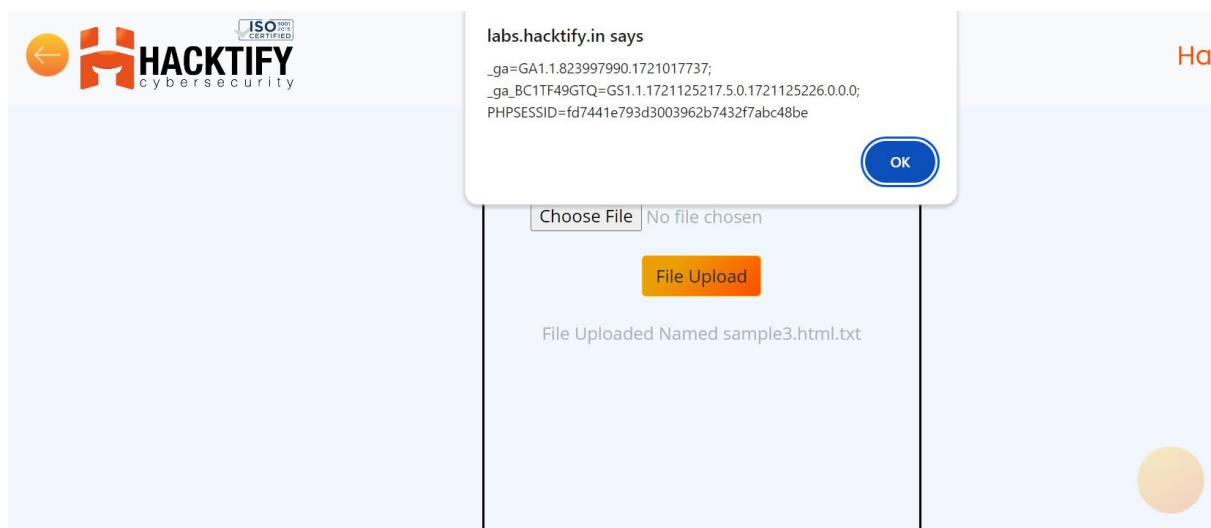 ISO 9001 2015
CERTIFIED
HACKTIFY
cybersecurity
labs.hacktify.in says
_ga=GA1.1.823997990.1721017737;
_ga_BC1TF49GTQ=GS1.1.1721125217.5.0.1721125226.0.0.0;
PHPSESSID=fd7441e793d3003962b7432f7abc48be
OK
Ha
Choose File No file chosen
File Upload
File Uploaded Named sample3.html.txt